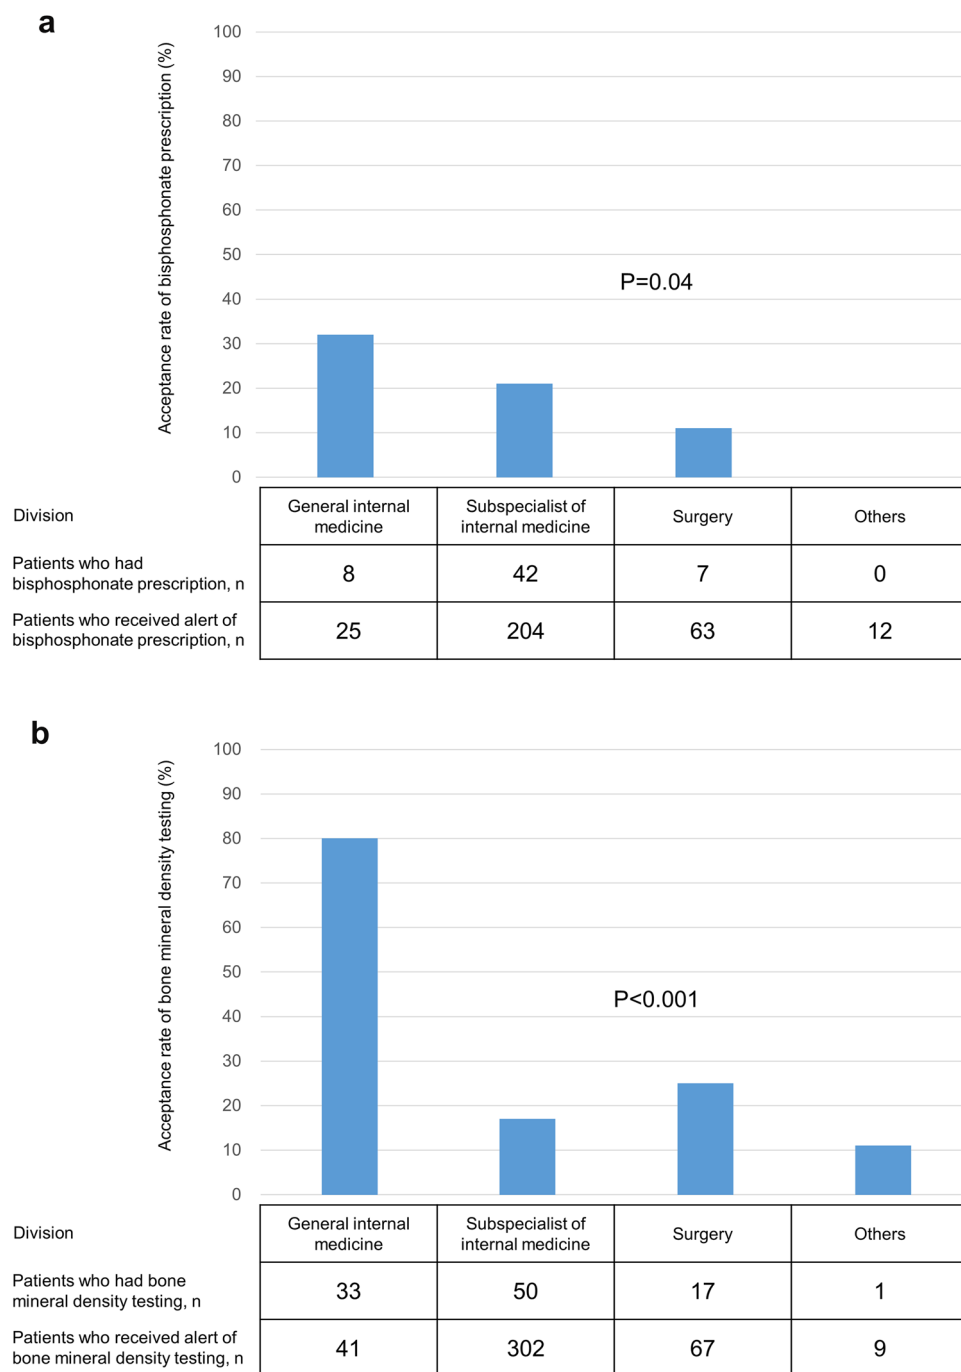 a
Acceptance rate of bisphosphonate prescription (%)
100
90
80
70
60
50
40
30
20
10
0
P=0.04
Division
General internal
medicine
Subspecialist of
internal medicine
Surgery
Others
Patients who had
bisphosphonate prescription, n
8
42
7
0
Patients who received alert of
bisphosphonate prescription, n
25
204
63
12
b
Acceptance rate of bone mineral density testing (%)
100
90
80
70
60
50
40
30
20
10
0
P<0.001
Division
General internal
medicine
Subspecialist of
internal medicine
Surgery
Others
Patients who had bone
mineral density testing, n
33
50
17
1
Patients who received alert of
bone mineral density testing, n
41
302
67
9